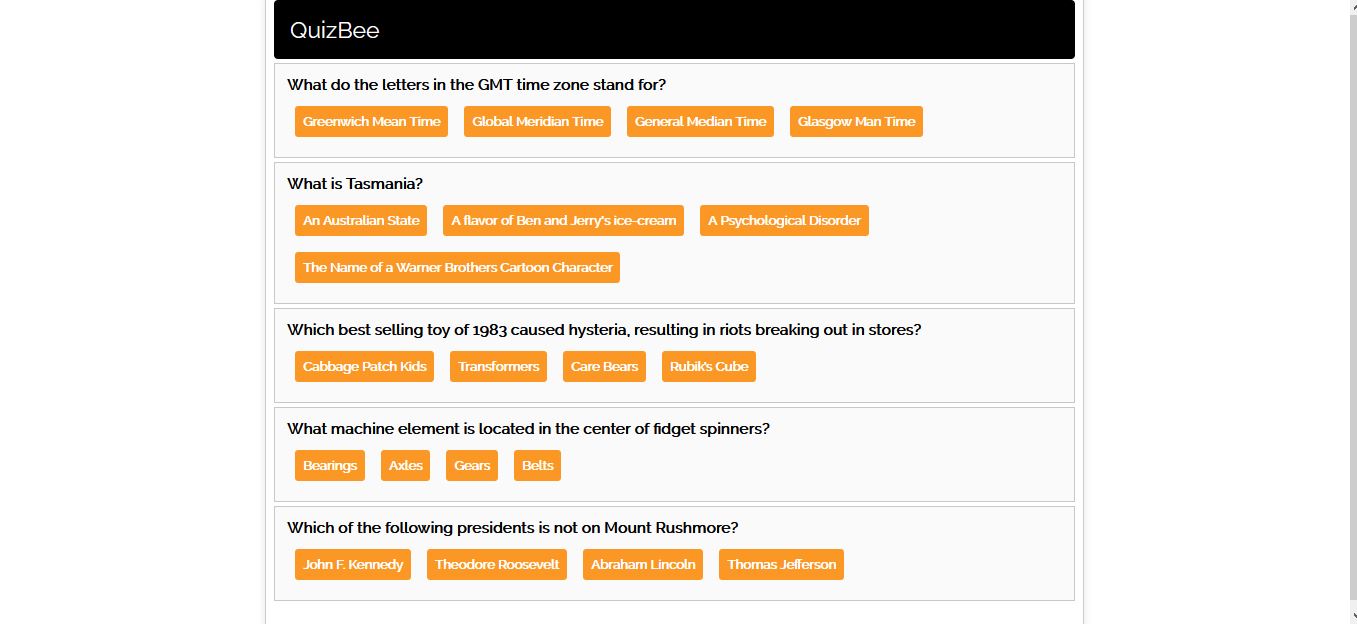 QuizBee
What do the letters in the GMT time zone stand for?
Greenwich Mean Time Global Meridian Time General Median Time Glasgow Man Time
What is Tasmania?
An Australian State A flavor of Ben and Jerry's ice-cream A Psychological Disorder
The Name of a Warner Brothers Cartoon Character
Which best selling toy of 1983 caused hysteria, resulting in riots breaking out in stores?
Cabbage Patch Kids Transformers Care Bears Rubik's Cube
What machine element is located in the center of fidget spinners?
Bearings Axles Gears Belts
Which of the following presidents is not on Mount Rushmore?
John F. Kennedy Theodore Roosevelt Abraham Lincoln Thomas Jefferson